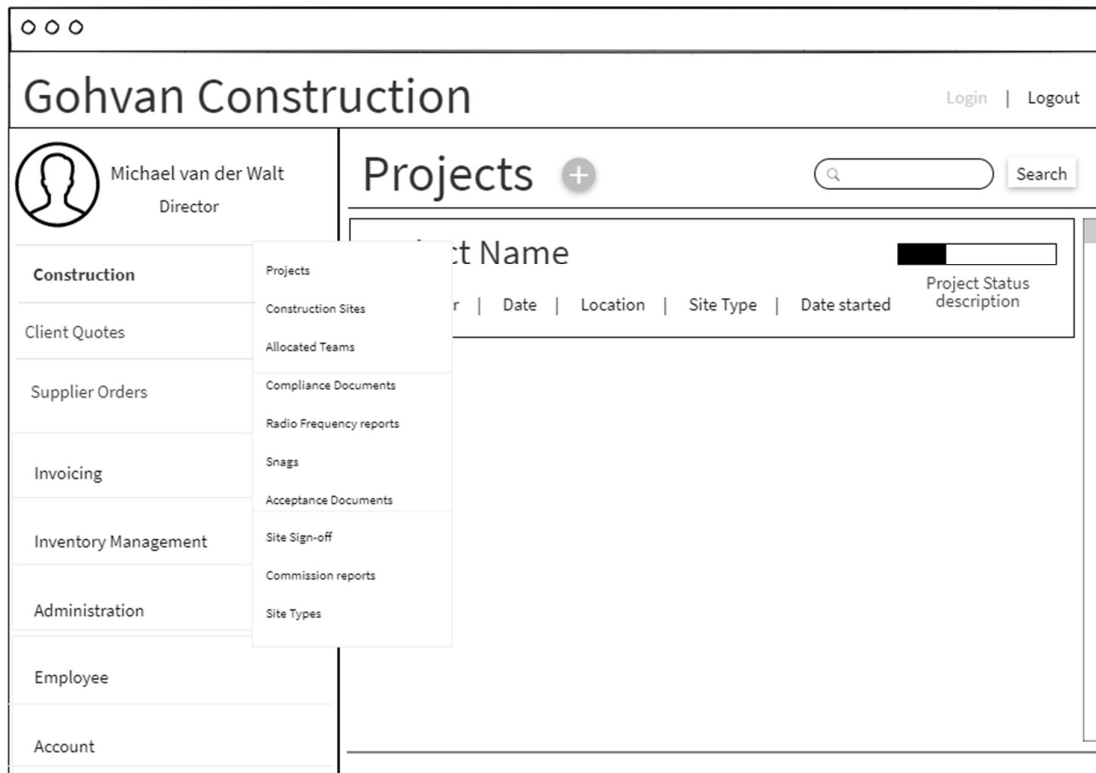 Gohvan Construction
Login | Logout
Michael van der Walt
Director
Construction
Client Quotes
Supplier Orders
Invoicing
Inventory Management
Administration
Employee
Account
Projects
Construction Sites
Allocated Teams
Compliance Documents
Radio Frequency reports
Snags
Acceptance Documents
Site Sign-off
Commission reports
Site Types
Projects +
Search
ct Name
r | Date | Location | Site Type | Date started
Project Status
description